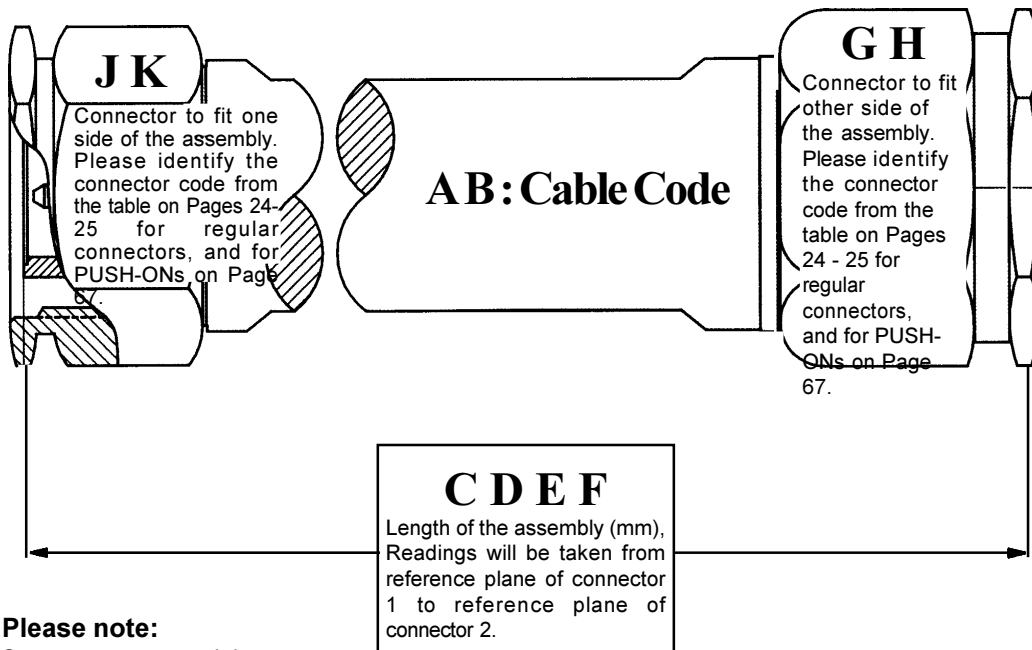 J K
Connector to fit one
side of the assembly.
Please identify the
connector code from
the table on Pages 24-
25 for regular
connectors, and for
PUSH-ONs on Page
67.
AB:Cable Code
G H
Connector to fit
other side of
the assembly.
Please identify
the connector
code from the
table on Pages
24 - 25 for
regular
connectors,
and for PUSH-
ONs on Page
67.
C D E F
Length of the assembly (mm),
Readings will be taken from
reference plane of connector
1 to reference plane of
connector 2.
Please note: